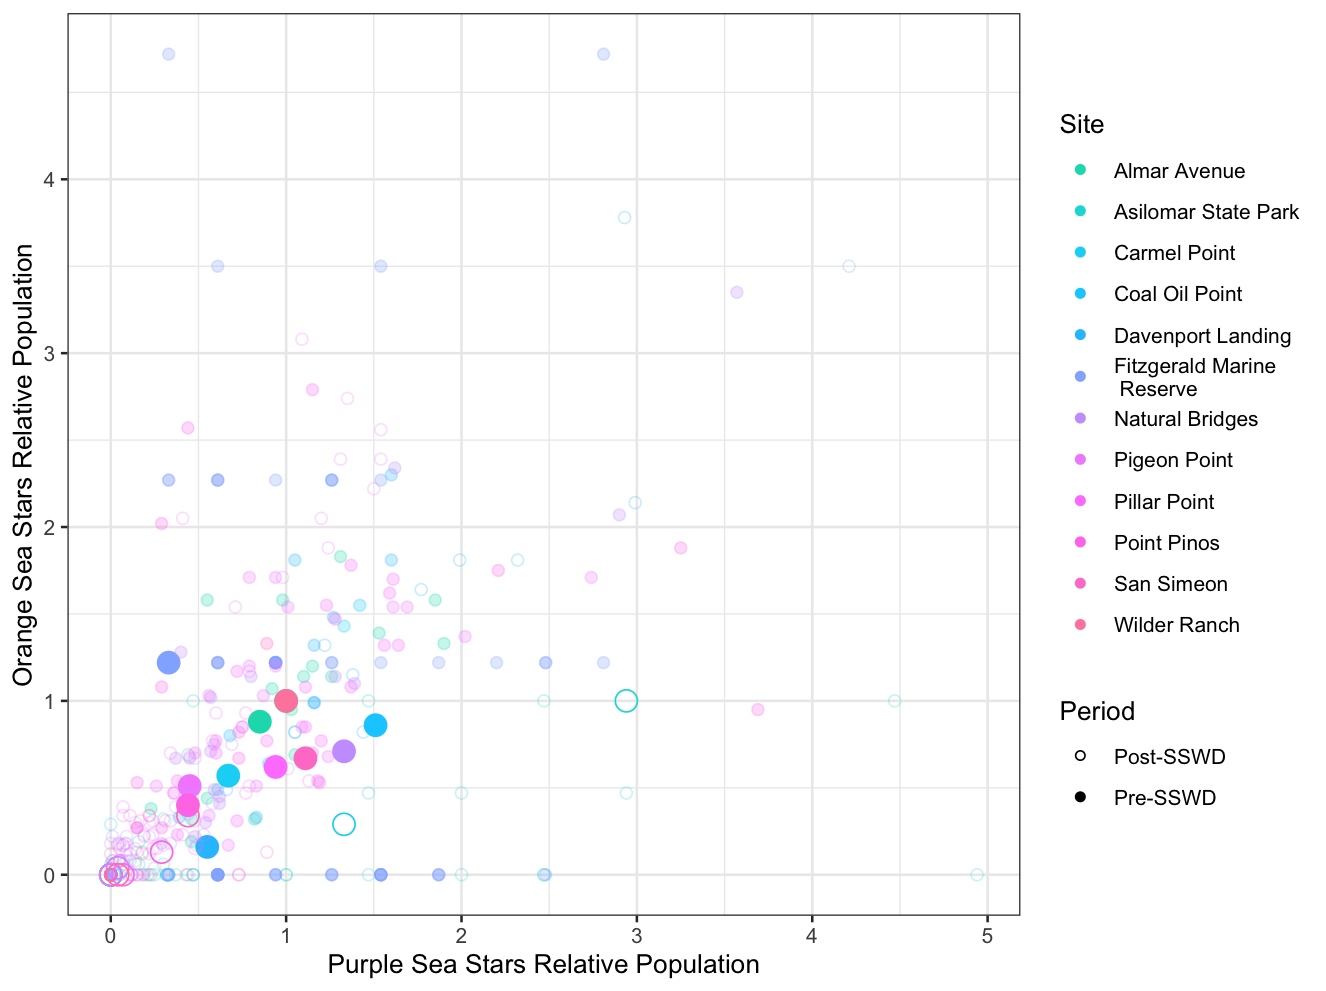 Orange Sea Stars Relative Population
4
3
2
1
0
0
1
2
3
4
5
Purple Sea Stars Relative Population
Site
Almar Avenue
Asilomar State Park
Carmel Point
Coal Oil Point
Davenport Landing
Fitzgerald Marine
Reserve
Natural Bridges
Pigeon Point
Pillar Point
Point Pinos
San Simeon
Wilder Ranch
Period
Post-SSWD
Pre-SSWD